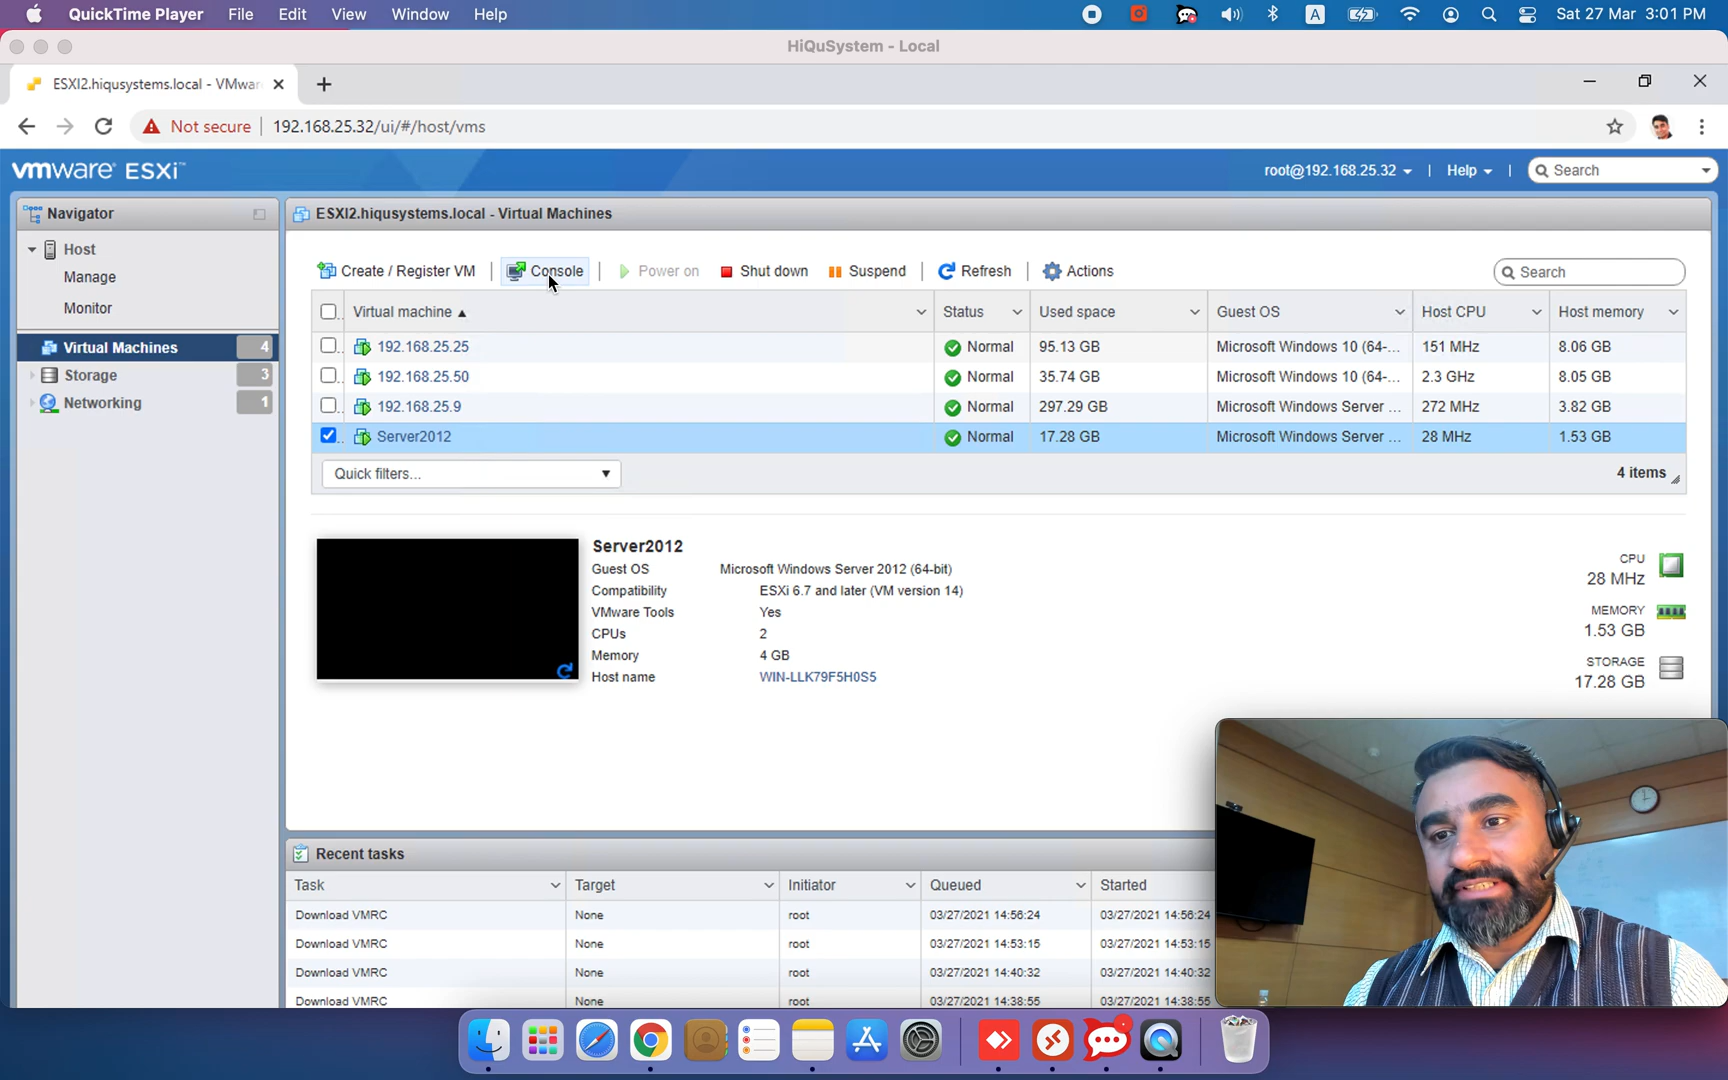 QuickTime Player File Edit View Window Help A Sat 27 Mar 3:01 PM
HiQuSystem - Local
ESXI2.hiqusystems.local - VMwar
Not secure 192.168.25.32/ui/#/host/vms
vmware ESXi root@192.168.25.32 Help Search
Navigator
Host
Manage
Monitor
Virtual Machines 4
Storage 3
Networking 1
ESXI2.hiqusystems.local - Virtual Machines
Create / Register VM Console Power on Shut down Suspend Refresh Actions Search
Virtual machine Status Used space Guest OS Host CPU Host memory
192.168.25.25 Normal 95.13 GB Microsoft Windows 10 (64-... 151 MHz 8.06 GB
192.168.25.50 Normal 35.74 GB Microsoft Windows 10 (64-... 2.3 GHz 8.05 GB
192.168.25.9 Normal 297.29 GB Microsoft Windows Server ... 272 MHz 3.82 GB
Server2012 Normal 17.28 GB Microsoft Windows Server ... 28 MHz 1.53 GB
Quick filters... 4 items
Server2012
Guest OS Microsoft Windows Server 2012 (64-bit)
Compatibility ESXi 6.7 and later (VM version 14)
VMware Tools Yes
CPUs 2
Memory 4 GB
Host name WIN-LLK79F5H0S5
CPU
28 MHz
MEMORY
1.53 GB
STORAGE
17.28 GB
Recent tasks
Task Target Initiator Queued Started
Download VMRC None root 03/27/2021 14:56:24 03/27/2021 14:56:24
Download VMRC None root 03/27/2021 14:53:15 03/27/2021 14:53:15
Download VMRC None root 03/27/2021 14:40:32 03/27/2021 14:40:32
Download VMRC None root 03/27/2021 14:38:55 03/27/2021 14:38:55